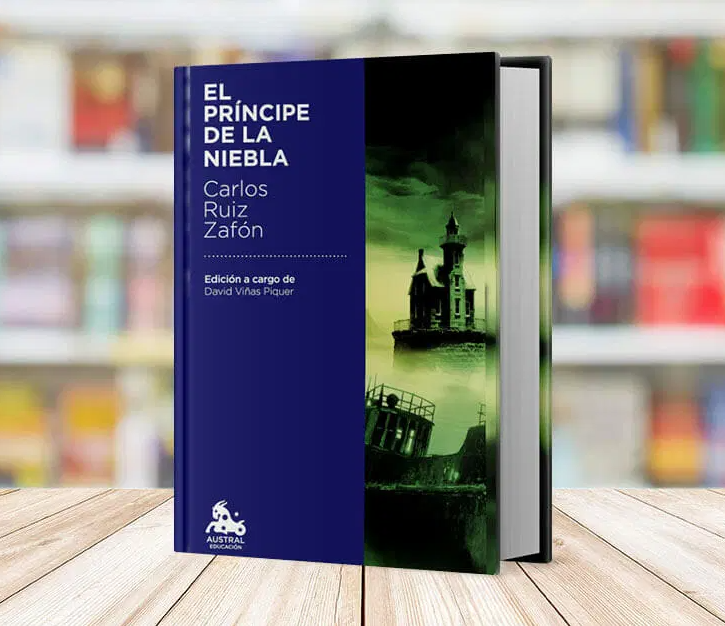 EL
PRÍNCIPE
DE LA
NIEBLA
Carlos
Ruiz
Zafón
Edición a cargo de
David Viñas Piquer
AUSTRAL
EDUCACIÓN